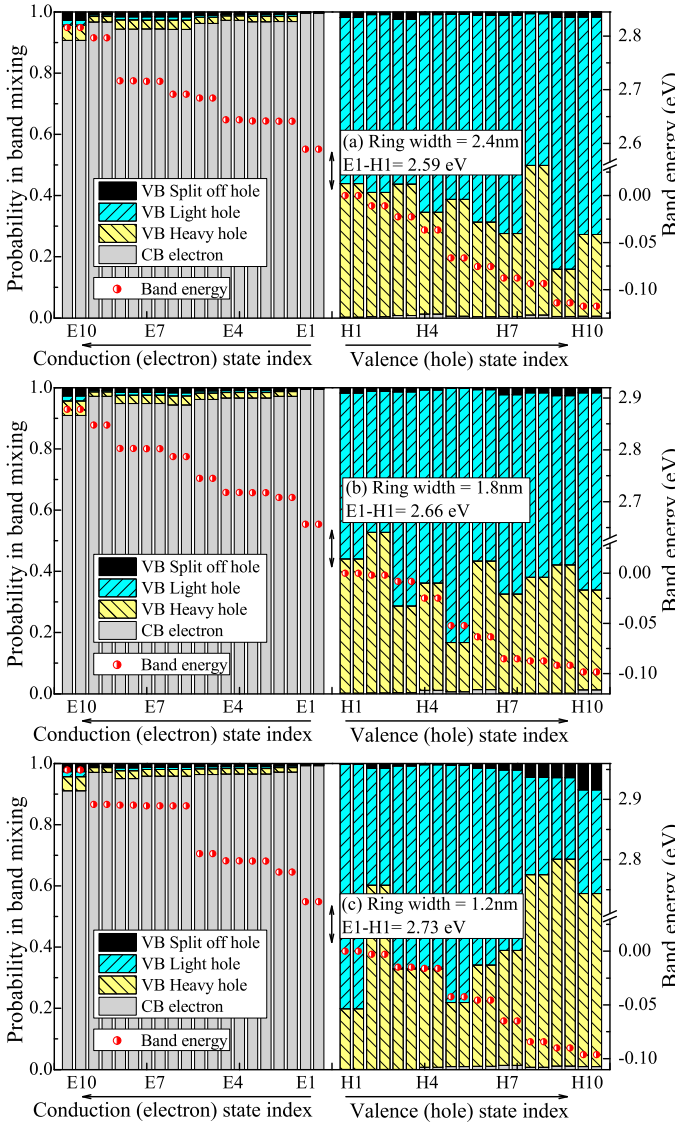 1.0
0.8
0.6
0.4
0.2
0.0
Probability in band mixing
VB Split off hole
VB Light hole
VB Heavy hole
CB electron
Band energy
(a) Ring width = 2.4nm
E1-H1= 2.59 eV
2.8
2.7
2.6
0.00
-0.05
-0.10
Band energy (eV)
E10 E7 E4 E1 H1 H4 H7 H10
Conduction (electron) state index
Valence (hole) state index
1.0
0.8
0.6
0.4
0.2
0.0
Probability in band mixing
VB Split off hole
VB Light hole
VB Heavy hole
CB electron
Band energy
(b) Ring width = 1.8nm
E1-H1= 2.66 eV
2.9
2.8
2.7
0.00
-0.05
-0.10
Band energy (eV)
E10 E7 E4 E1 H1 H4 H7 H10
Conduction (electron) state index
Valence (hole) state index
1.0
0.8
0.6
0.4
0.2
0.0
Probability in band mixing
VB Split off hole
VB Light hole
VB Heavy hole
CB electron
Band energy
(c) Ring width = 1.2nm
E1-H1= 2.73 eV
2.9
2.8
0.00
-0.05
-0.10
Band energy (eV)
E10 E7 E4 E1 H1 H4 H7 H10
Conduction (electron) state index
Valence (hole) state index